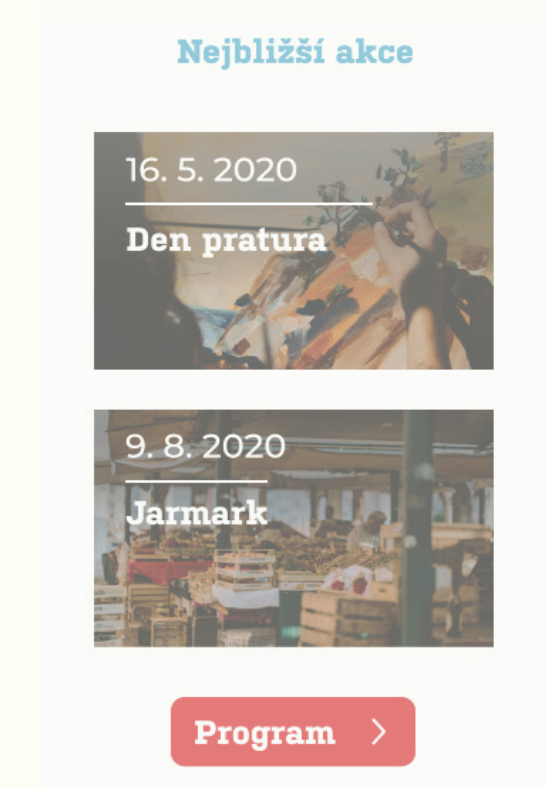 Nejbližší akce
16. 5. 2020
Den pratura
9. 8. 2020
Jarmark
Program